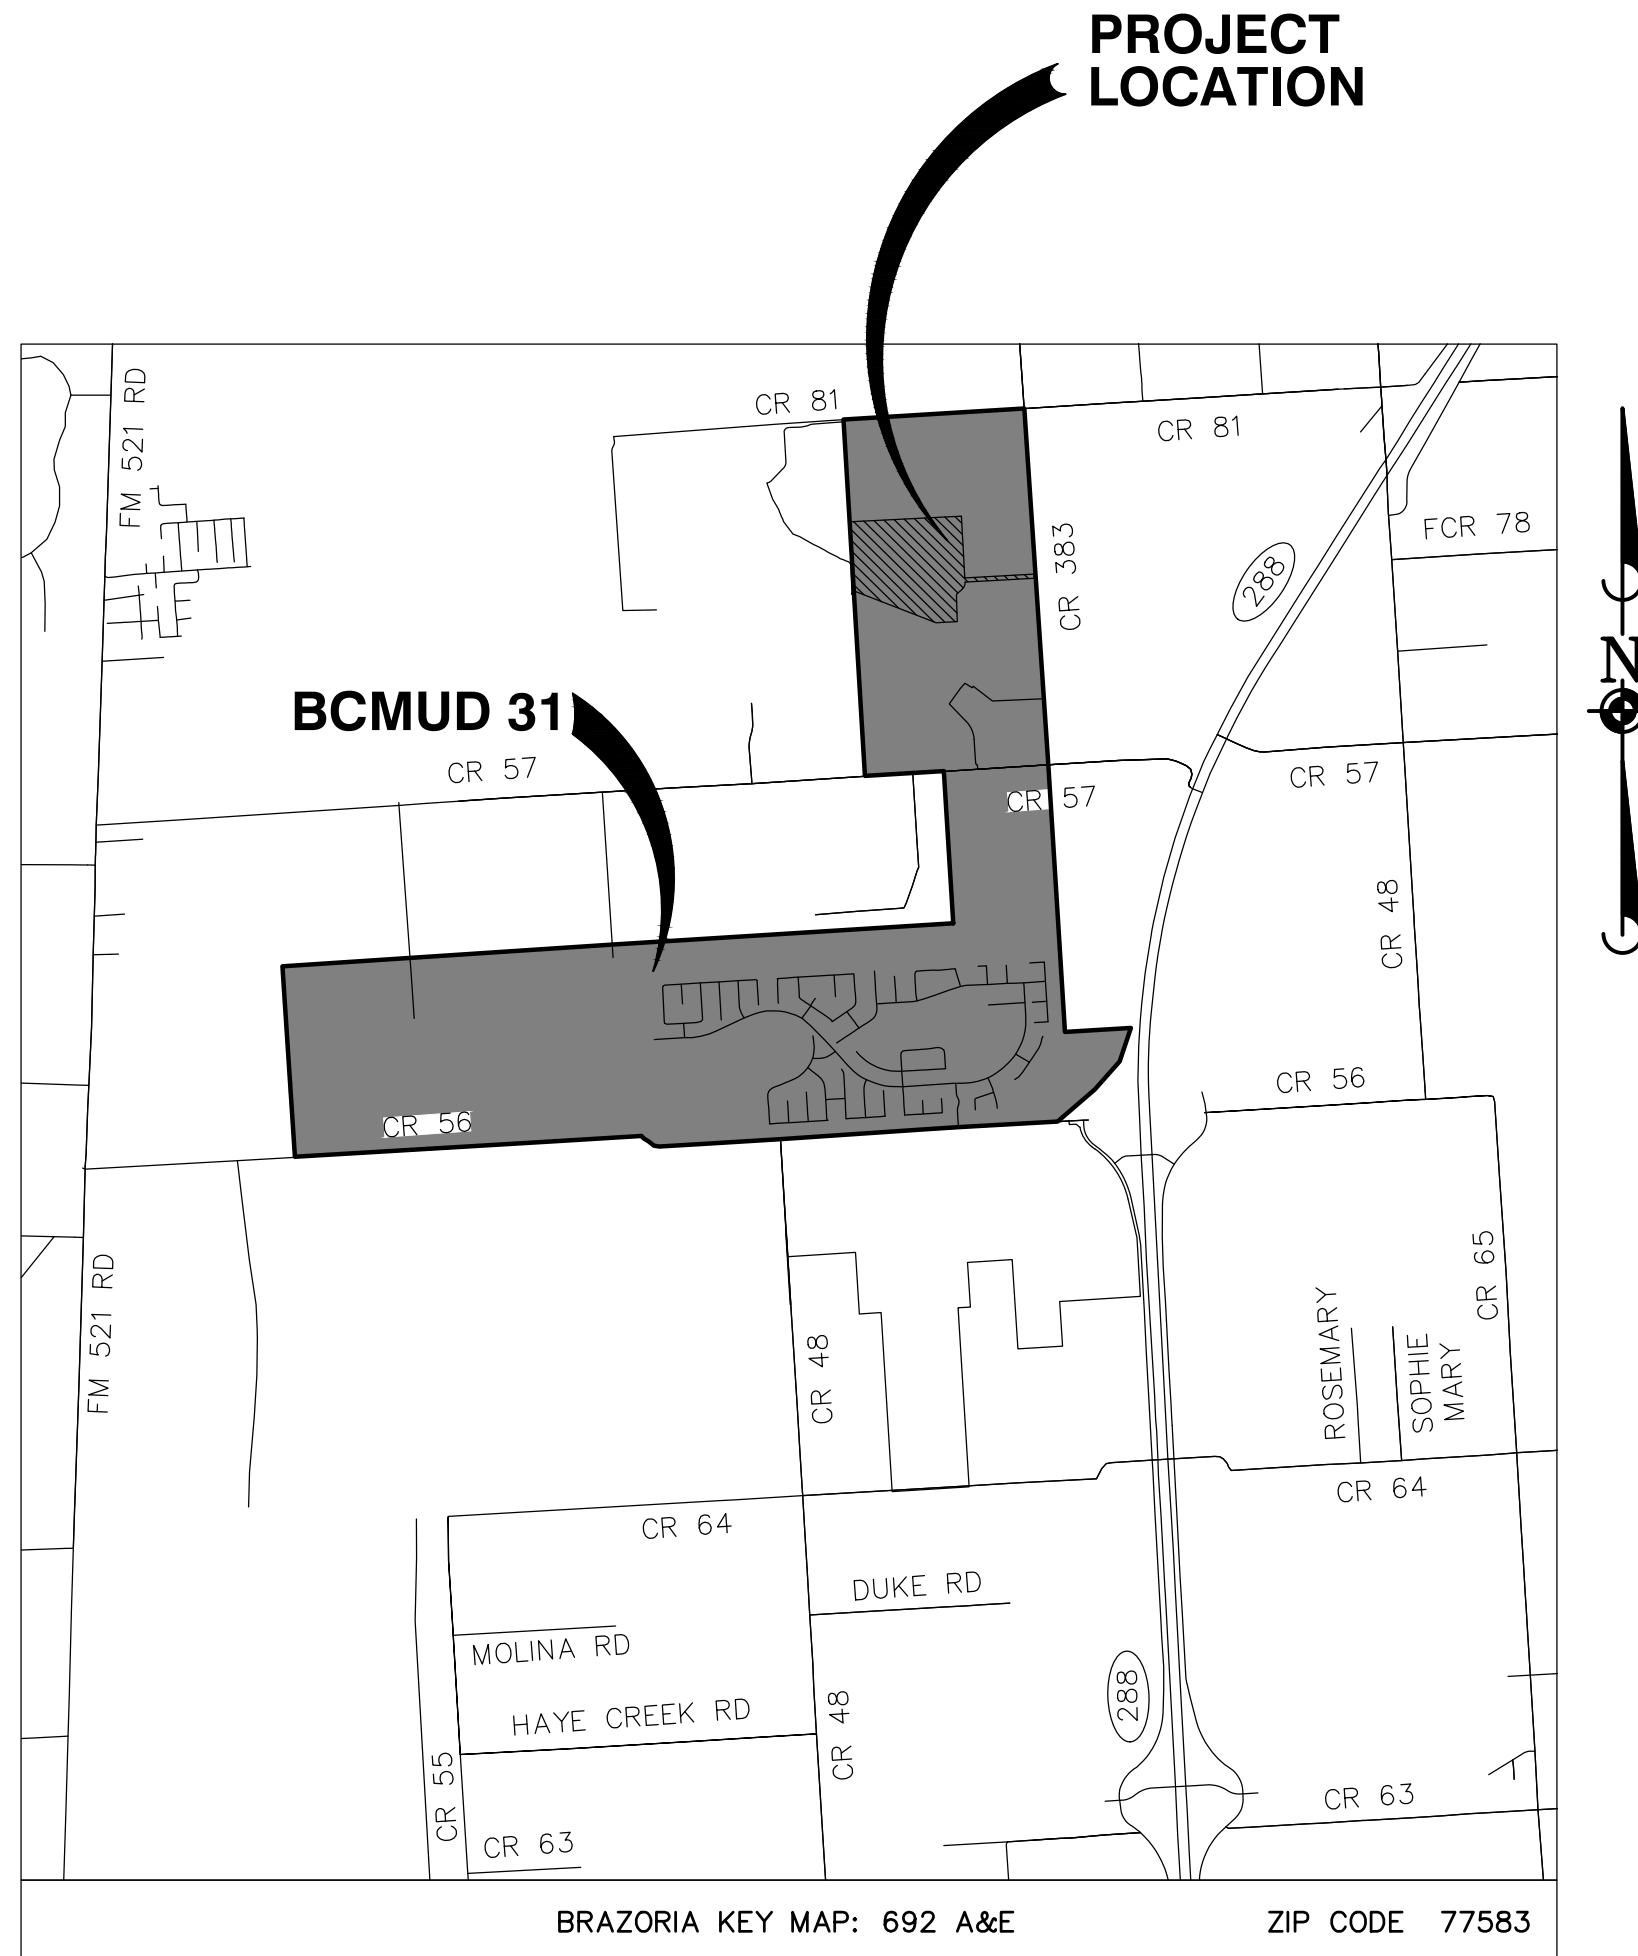 PROJECT
LOCATION
CR 81
FM 521 RD
CR 81
FCR 78
CR 383
288
BCMUD 31
CR 57
CR 57
CR 57
N
CR 48
CR 56
CR 56
FM 521 RD
CR 65
CR 48
ROSEMARY
SOPHIE
MARY
CR 64
CR 64
DUKE RD
MOLINA RD
HAYE CREEK RD
CR 48
288
CR 55
CR 63
CR 63
BRAZORIA KEY MAP: 692 A&E
ZIP CODE 77583